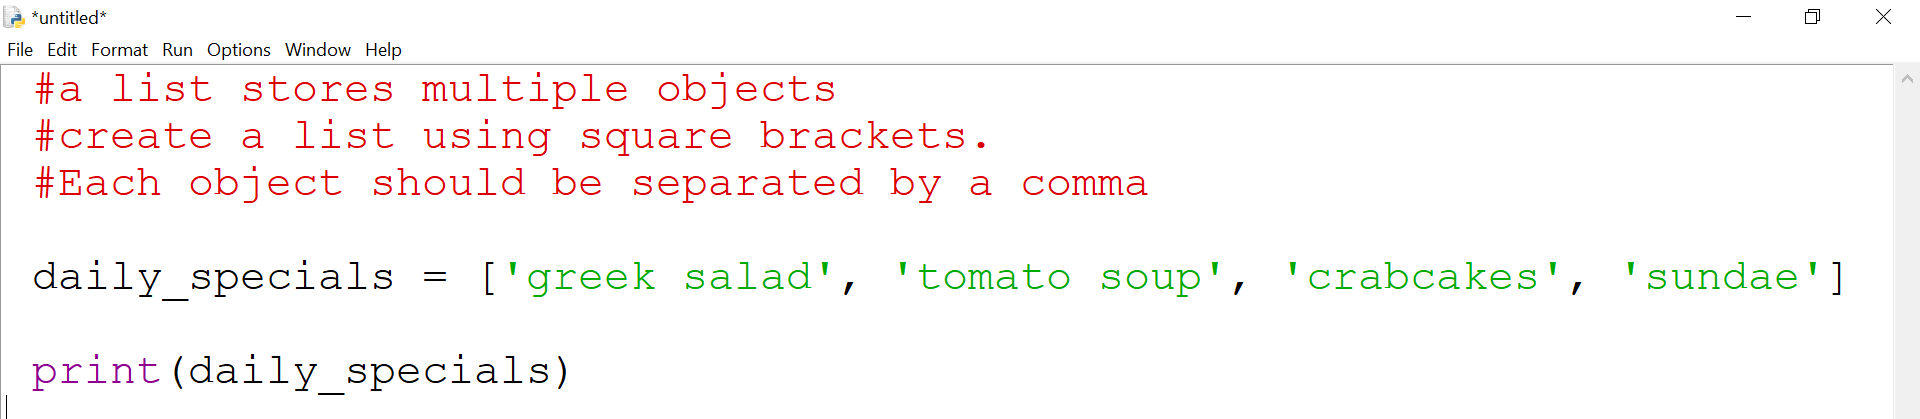 *untitled*
File Edit Format Run Options Window Help
#a list stores multiple objects
#create a list using square brackets.
#Each object should be separated by a comma
daily_specials = ['greek salad', 'tomato soup', 'crabcakes', 'sundae']
print(daily_specials)